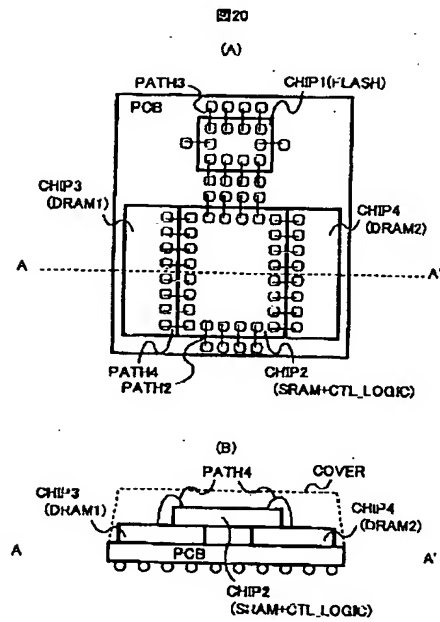 図20
(A)
PATH3
CHIP1(FLASH)
PCB
CHIP3
(DRAM1)
CHIP4
(DRAM2)
A
A'
PATH4
PATH2
CHIP2
(SRAM+CTL_LOGIC)
(B)
PATH4
COVER
CHIP3
(DRAM1)
CHIP4
(DRAM2)
A
PCB
A'
CHIP2
(SRAM+CTL_LOGIC)